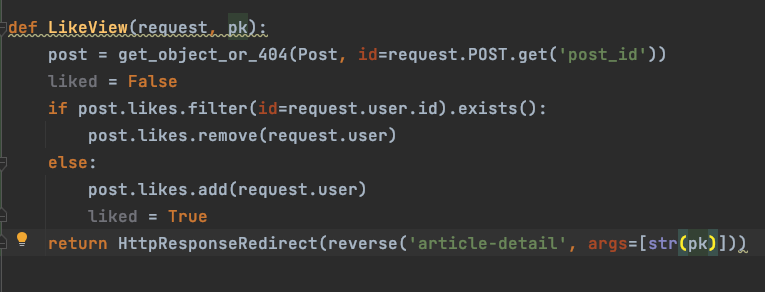 def LikeView(request, pk):
    post = get_object_or_404(Post, id=request.POST.get('post_id'))
    liked = False
    if post.likes.filter(id=request.user.id).exists():
        post.likes.remove(request.user)
    else:
        post.likes.add(request.user)
        liked = True
    return HttpResponseRedirect(reverse('article-detail', args=[str(pk)]))